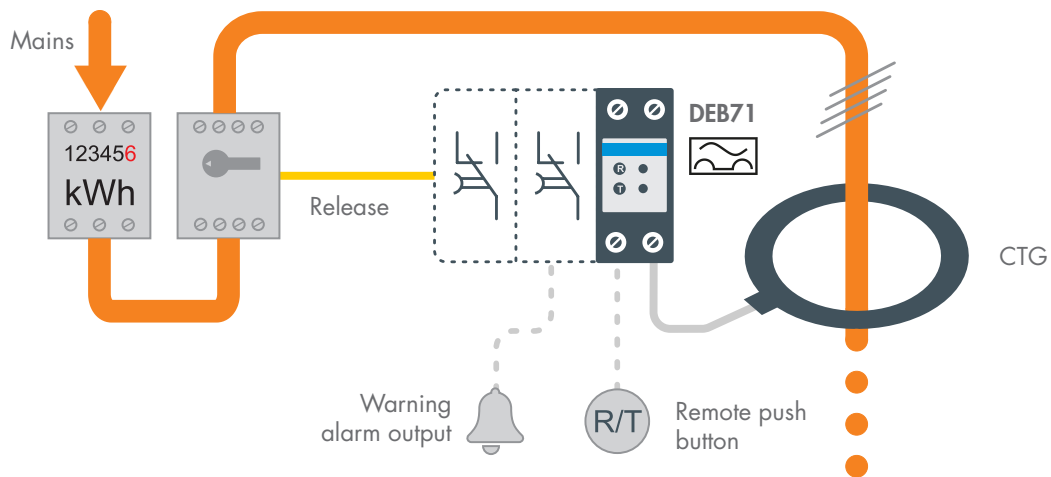 Mains
123456
kWh
Release
DEB71
R
T
CTG
Warning
alarm output
R/T
Remote push
button